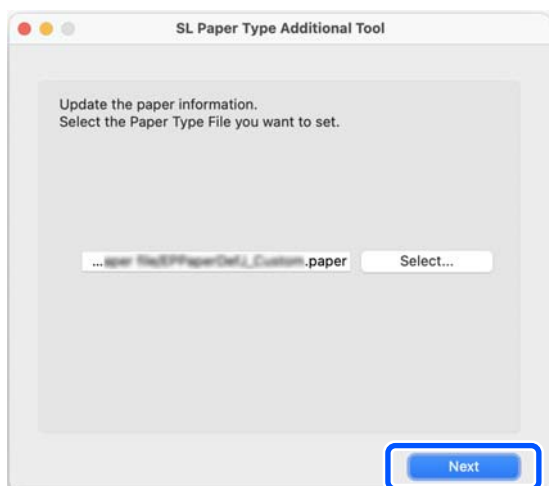 SL Paper Type Additional Tool
Update the paper information.
Select the Paper Type File you want to set.
... .paper
Select...
Next